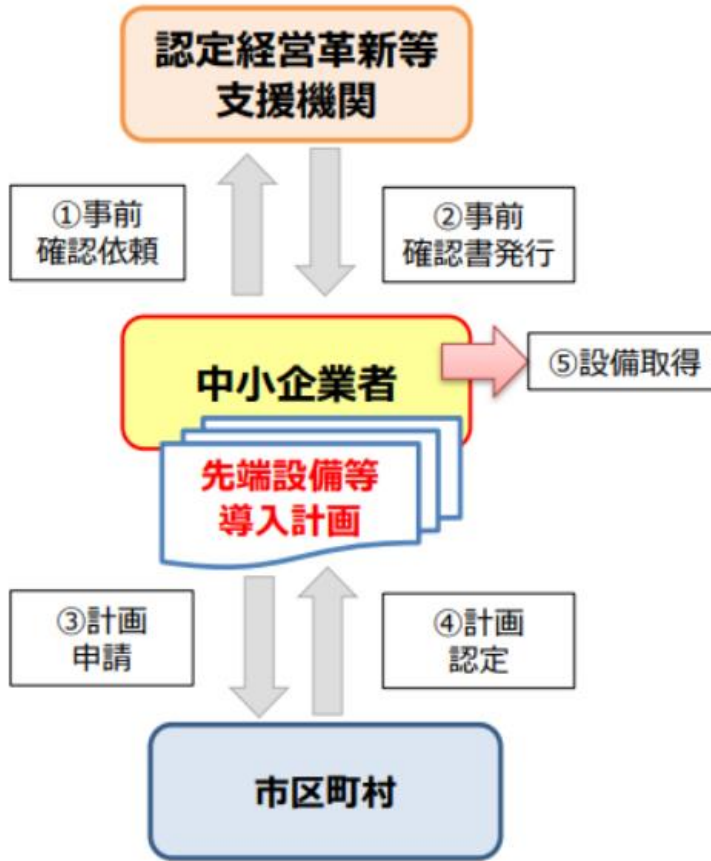 認定経営革新等
支援機関
①事前
確認依頼
②事前
確認書発行
中小企業者
⑤設備取得
先端設備等
導入計画
③計画
申請
④計画
認定
市区町村